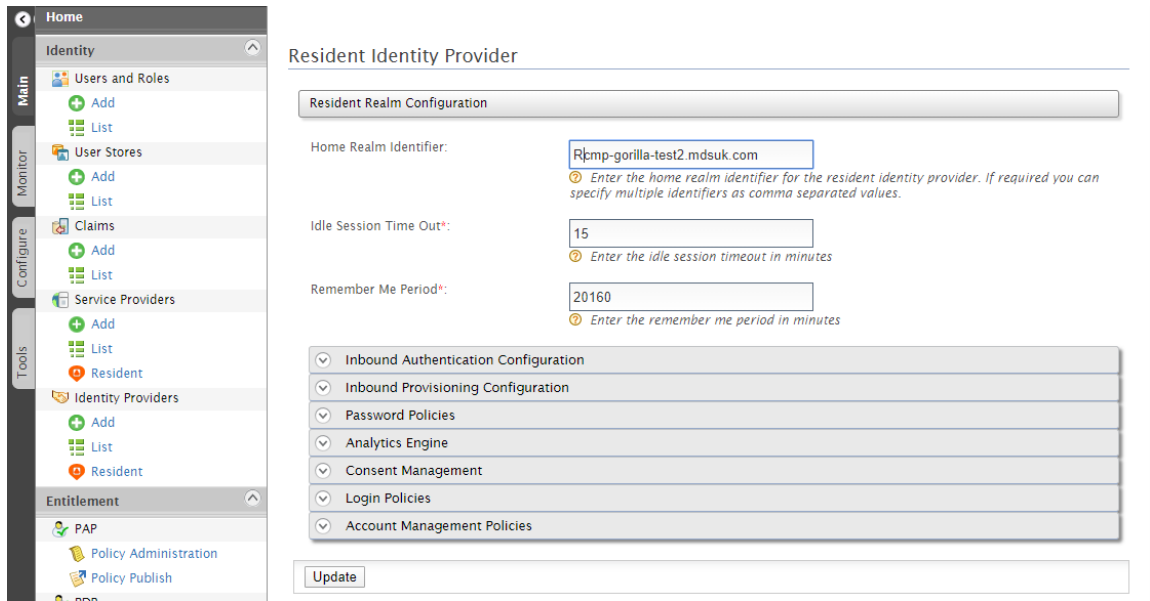 Home
Identity
Users and Roles
Add
List
User Stores
Add
List
Claims
Add
List
Service Providers
Add
List
Resident
Identity Providers
Add
List
Resident
Entitlement
PAP
Policy Administration
Policy Publish
PDP
Main
Monitor
Configure
Tools
Resident Identity Provider
Resident Realm Configuration
Home Realm Identifier:
Rcmp-gorilla-test2.mdsuk.com
Enter the home realm identifier for the resident identity provider. If required you can
specify multiple identifiers as comma separated values.
Idle Session Time Out*:
15
Enter the idle session timeout in minutes
Remember Me Period*:
20160
Enter the remember me period in minutes
Inbound Authentication Configuration
Inbound Provisioning Configuration
Password Policies
Analytics Engine
Consent Management
Login Policies
Account Management Policies
Update